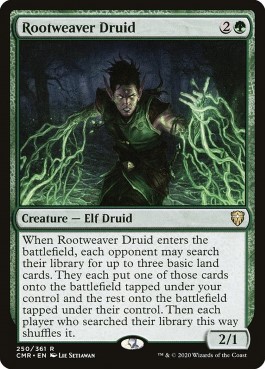 Rootweaver Druid 2
Creature — Elf Druid
When Rootweaver Druid enters the
battlefield, each opponent may search
their library for up to three basic land
cards. They each put one of those cards
onto the battlefield tapped under your
control and the rest onto the battlefield
tapped under their control. Then each
player who searched their library this way
shuffles it.
2/1
250/361 R
CMR • EN Lie Setiawan
™ & © 2020 Wizards of the Coast